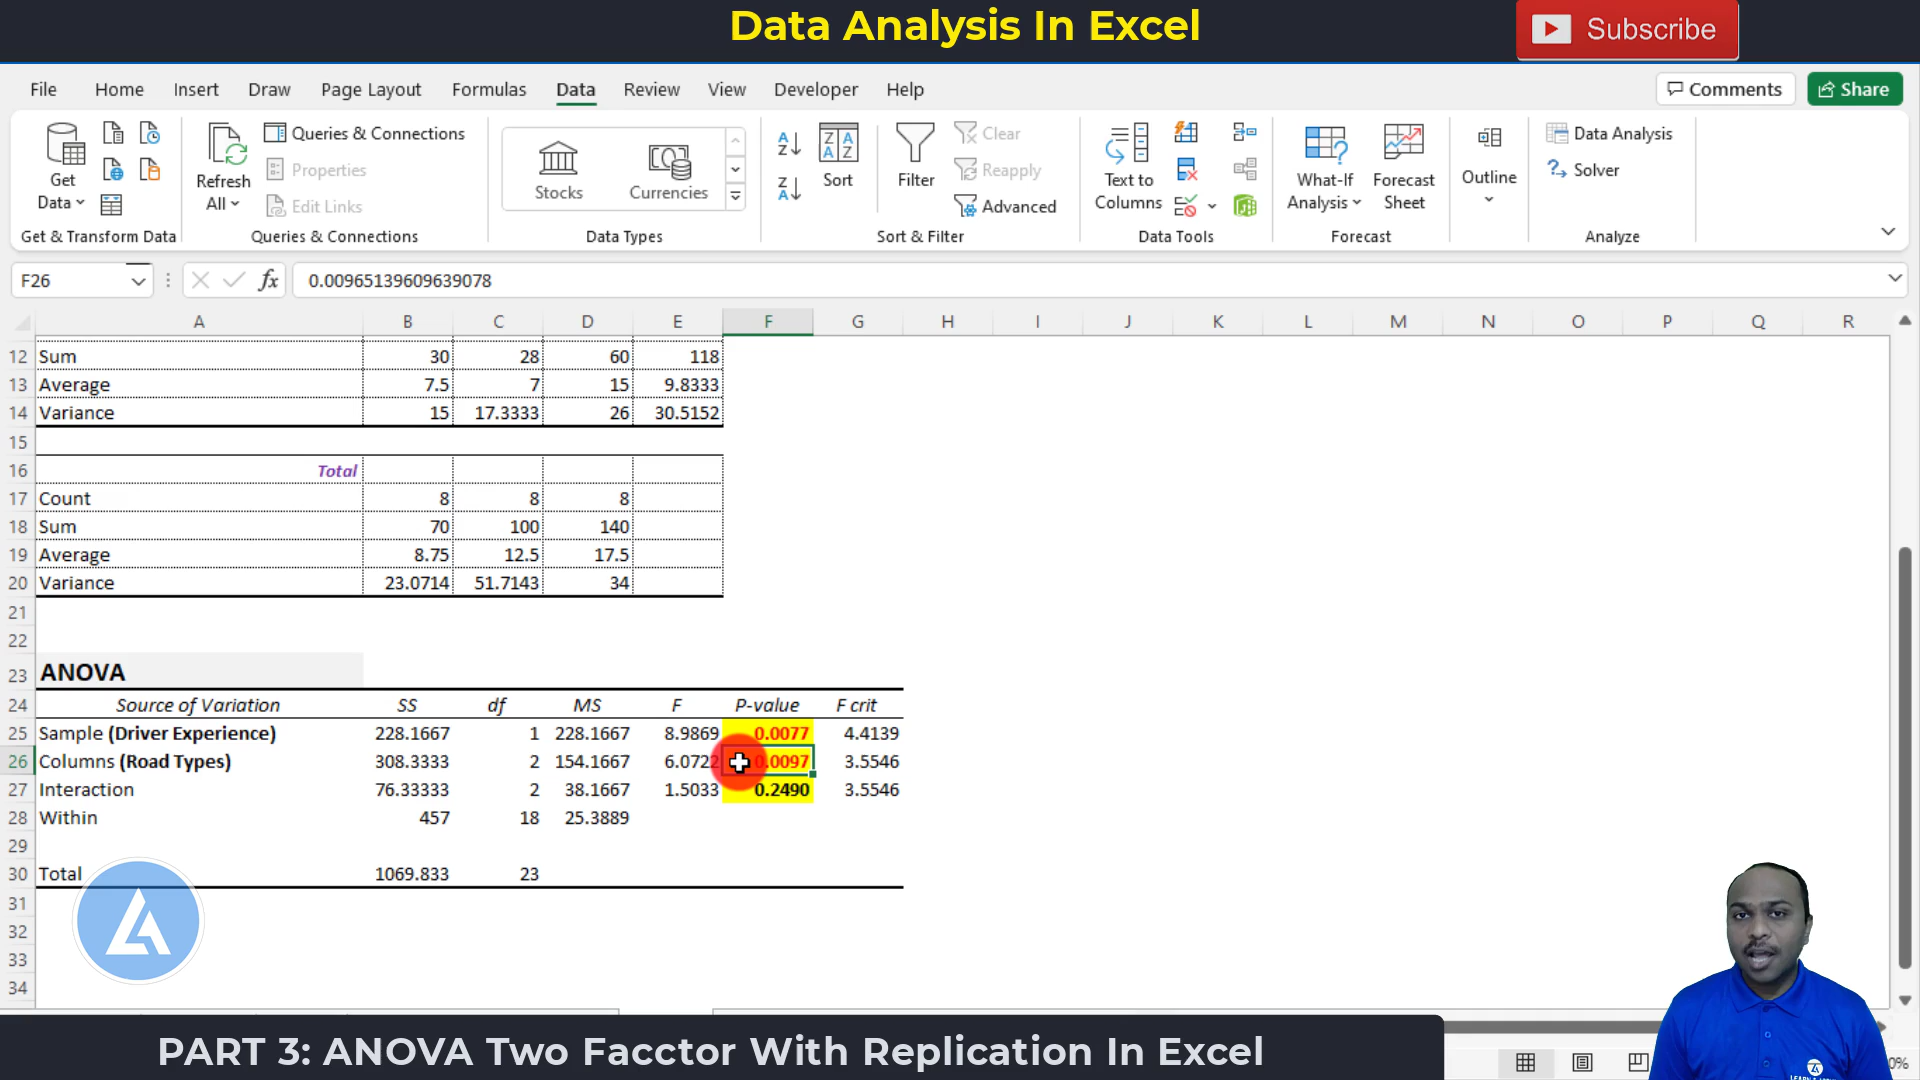 Data Analysis In Excel
Subscribe
File Home Insert Draw Page Layout Formulas Data Review View Developer Help Comments Share
Get Data Refresh All Queries & Connections Properties Edit Links Stocks Currencies Sort Filter Clear Reapply Advanced Text to Columns What-If Analysis Forecast Sheet Outline Data Analysis Solver
Get & Transform Data Queries & Connections Data Types Sort & Filter Data Tools Forecast Analyze
F26 fx 0.00965139609639078
A B C D E F G H I J K L M N O P Q R
12 Sum 30 28 60 118
13 Average 7.5 7 15 9.8333
14 Variance 15 17.3333 26 30.5152
15
16 Total
17 Count 8 8 8
18 Sum 70 100 140
19 Average 8.75 12.5 17.5
20 Variance 23.0714 51.7143 34
21
22
23 ANOVA
24 Source of Variation SS df MS F P-value F crit
25 Sample (Driver Experience) 228.1667 1 228.1667 8.9869 0.0077 4.4139
26 Columns (Road Types) 308.3333 2 154.1667 6.0722 0.0097 3.5546
27 Interaction 76.33333 2 38.1667 1.5033 0.2490 3.5546
28 Within 457 18 25.3889
29
30 Total 1069.833 23
31
32
33
34
PART 3: ANOVA Two Facctor With Replication In Excel